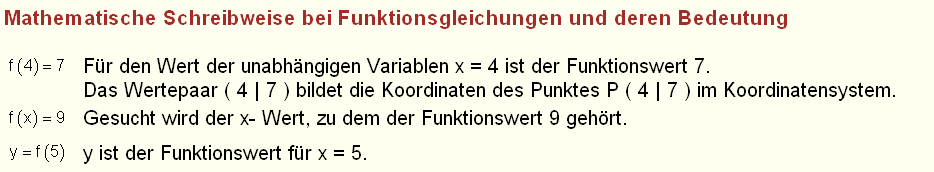 Mathematische Schreibweise bei Funktionsgleichungen und deren Bedeutung
f (4) = 7 Für den Wert der unabhängigen Variablen x = 4 ist der Funktionswert 7.
Das Wertepaar ( 4 | 7 ) bildet die Koordinaten des Punktes P ( 4 | 7 ) im Koordinatensystem.
f (x) = 9 Gesucht wird der x- Wert, zu dem der Funktionswert 9 gehört.
y = f (5) y ist der Funktionswert für x = 5.